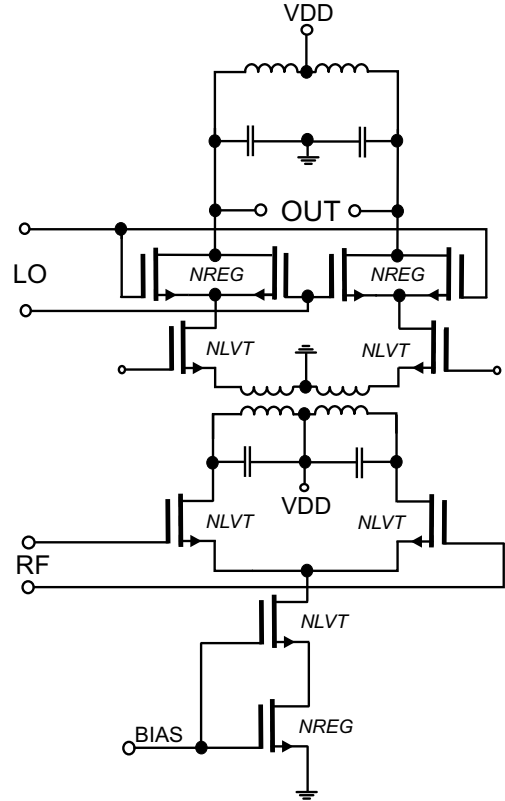 VDD
OUT
LO
NREG NREG
NLVT NLVT
VDD
NLVT NLVT
RF
NLVT
NREG
BIAS